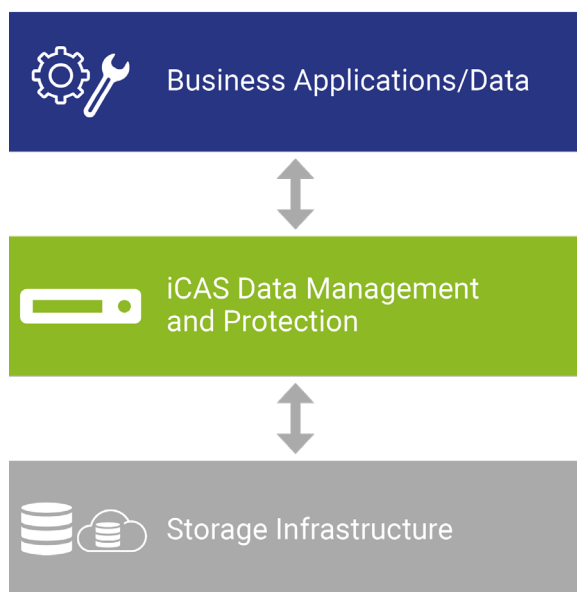 Business Applications/Data
iCAS Data Management
and Protection
Storage Infrastructure